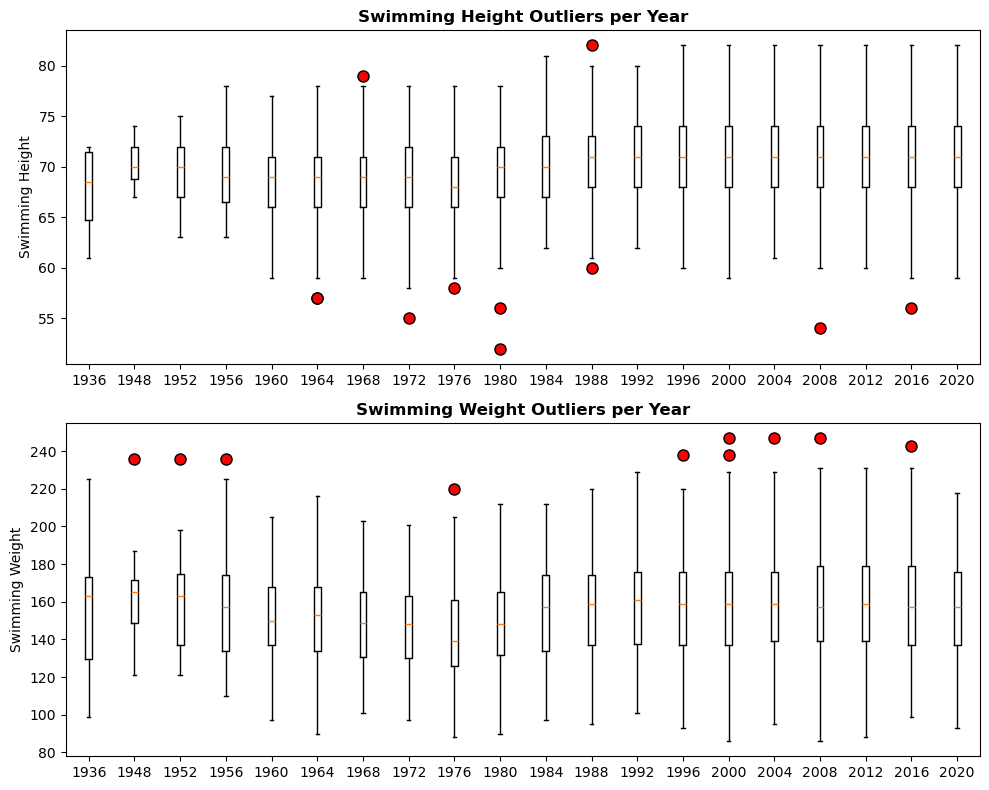 Swimming Height Outliers per Year
Swimming Height
80
75
70
65
60
55
1936 1948 1952 1956 1960 1964 1968 1972 1976 1980 1984 1988 1992 1996 2000 2004 2008 2012 2016 2020
Swimming Weight Outliers per Year
Swimming Weight
240
220
200
180
160
140
120
100
80
1936 1948 1952 1956 1960 1964 1968 1972 1976 1980 1984 1988 1992 1996 2000 2004 2008 2012 2016 2020